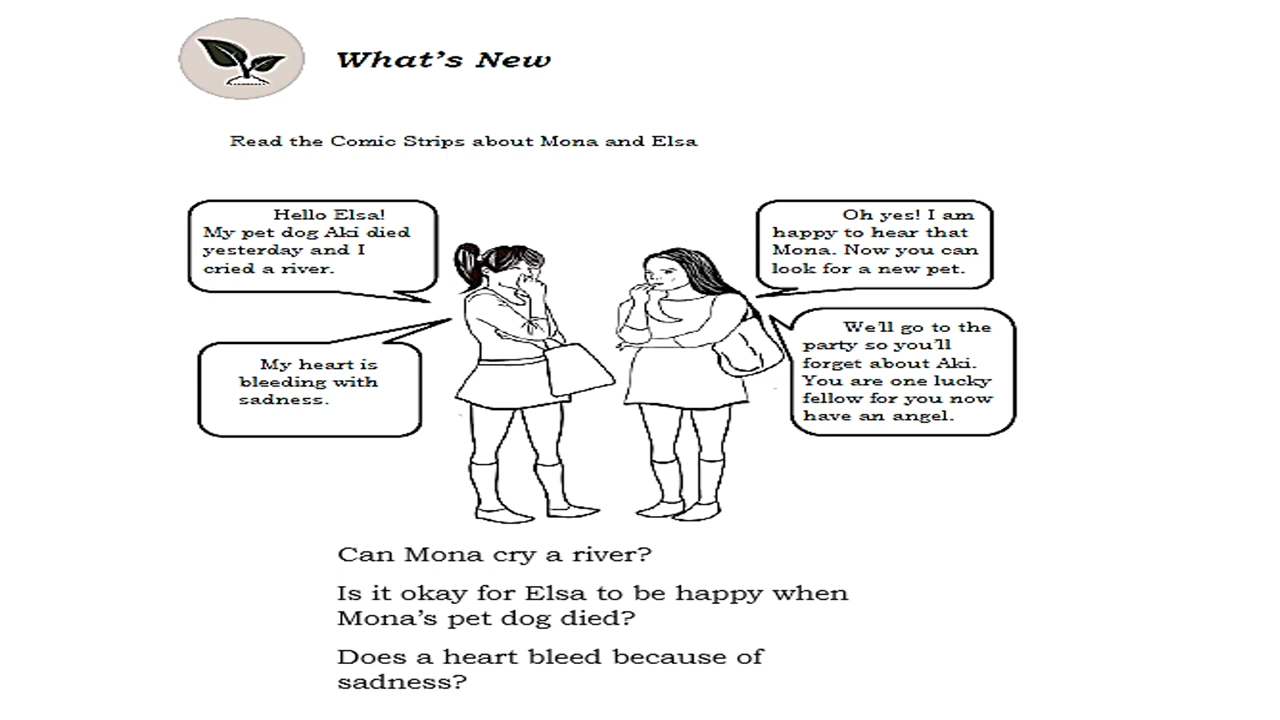 What's New
Read the Comic Strips about Mona and Elsa
Hello Elsa!
My pet dog Aki died
yesterday and I
cried a river.
Oh yes! I am
happy to hear that
Mona. Now you can
look for a new pet.
My heart is
bleeding with
sadness.
We'll go to the
party so you'll
forget about Aki.
You are one lucky
fellow for you now
have an angel.
Can Mona cry a river?
Is it okay for Elsa to be happy when
Mona's pet dog died?
Does a heart bleed because of
sadness?